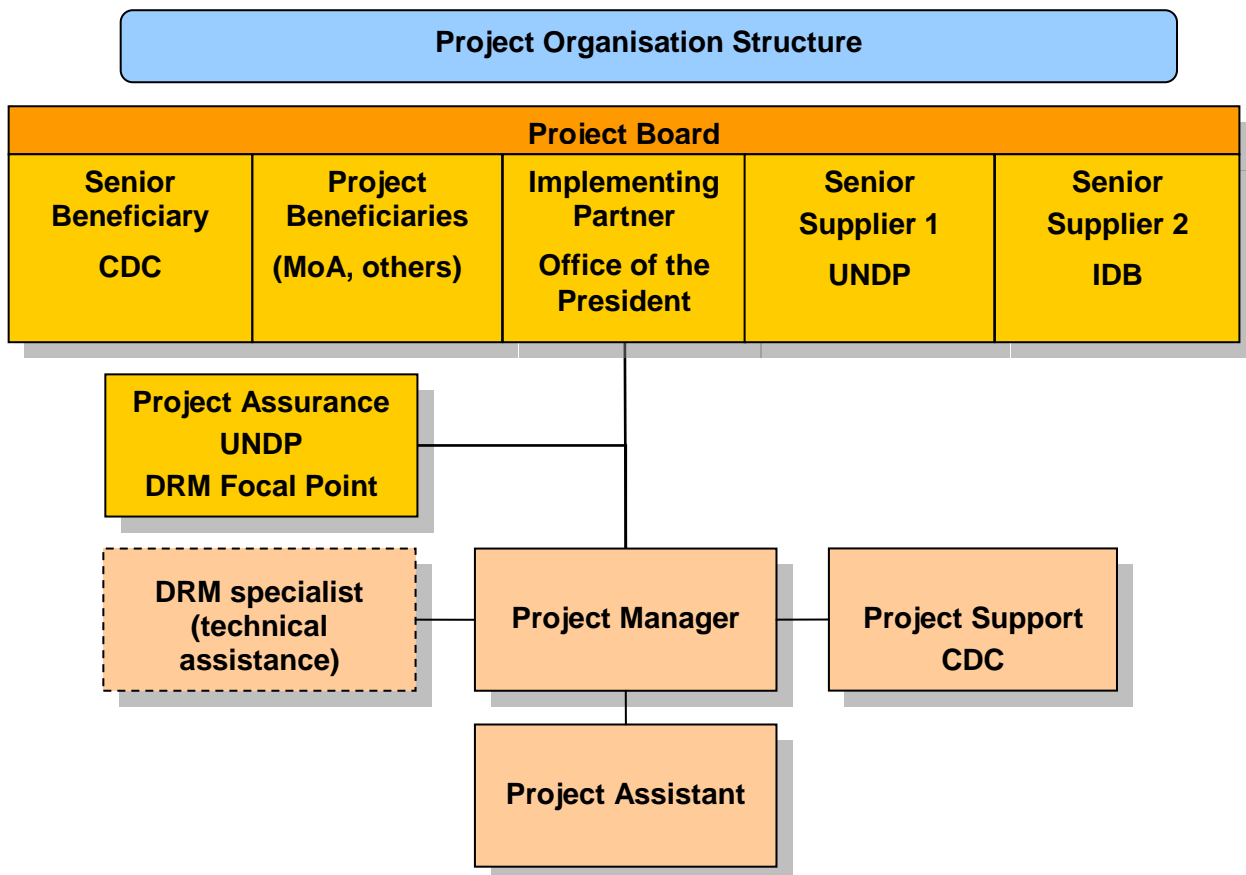 Project Organisation Structure
Project Board
Senior
Beneficiary
CDC
Project
Beneficiaries
(MoA, others)
Implementing
Partner
Office of the
President
Senior
Supplier 1
UNDP
Senior
Supplier 2
IDB
Project Assurance
UNDP
DRM Focal Point
DRM specialist
(technical
assistance)
Project Manager
Project Support
CDC
Project Assistant